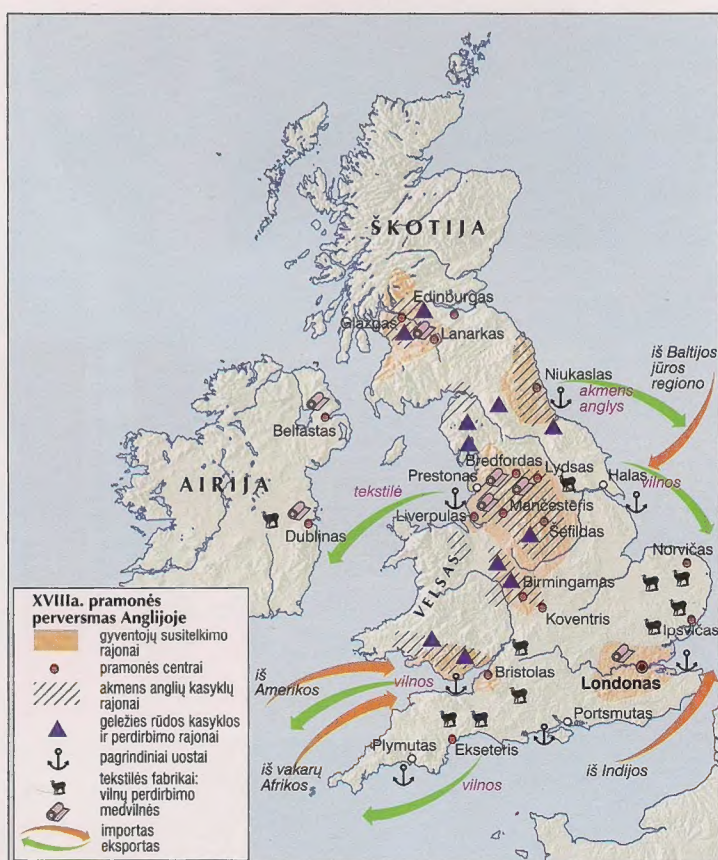 ŠKOTIJA
Edinburgas
Glazgas
Lanarkas
Niukaslas
akmens
anglys
iš Baltijos
jūros
regiono
Belfastas
AIRIJA
Dublinas
tekstilė
Bredfordas
Lydsas
Prestonas
Halas
vilnos
Mančesteris
Liverpulas
Šefildas
VELSAS
Birmingamas
Koventris
Norvičas
Ipsvičas
Londonas
Bristolas
Portsmutas
Plymutas
Ekseteris
iš
Amerikos
vilnos
iš vakarų
Afrikos
vilnos
iš Indijos
XVIIIa. pramonės
perversmas Anglijoje
gyventojų susitelkimo
rajonai
pramonės centrai
akmens anglių kasyklų
rajonai
geležies rūdos kasyklos
ir perdirbimo rajonai
pagrindiniai uostai
tekstilės fabrikai:
vilnų perdirbimo
medvilnės
importas
eksportas